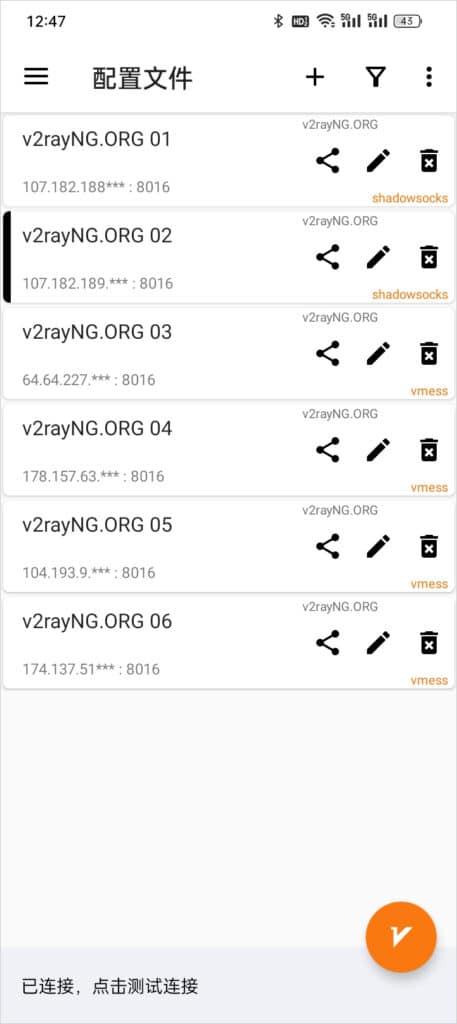 12:47
HD2 5G 5G 43
配置文件
v2rayNG.ORG 01
v2rayNG.ORG
107.182.188*** : 8016
shadowsocks
v2rayNG.ORG 02
v2rayNG.ORG
107.182.189.*** : 8016
shadowsocks
v2rayNG.ORG 03
v2rayNG.ORG
64.64.227.*** : 8016
vmess
v2rayNG.ORG 04
v2rayNG.ORG
178.157.63.*** : 8016
vmess
v2rayNG.ORG 05
v2rayNG.ORG
104.193.9.*** : 8016
vmess
v2rayNG.ORG 06
v2rayNG.ORG
174.137.51*** : 8016
vmess
已连接，点击测试连接